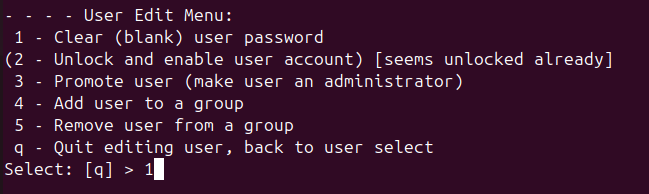 - - - - User Edit Menu:
 1 - Clear (blank) user password
(2 - Unlock and enable user account) [seems unlocked already]
 3 - Promote user (make user an administrator)
 4 - Add user to a group
 5 - Remove user from a group
 q - Quit editing user, back to user select
Select: [q] > 1